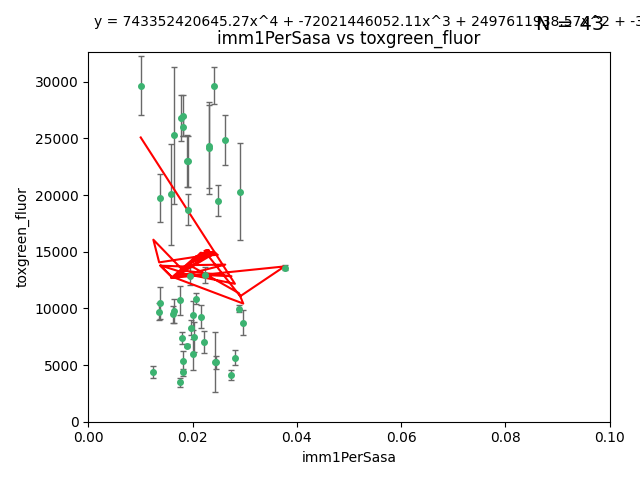 y = 743352420645.27x^4 + -72021446052.11x^3 + 2497611938.57x^2 + -3
N = 43
imm1PerSasa vs toxgreen_fluor
30000
25000
20000
15000
10000
5000
0
toxgreen_fluor
0.00 0.02 0.04 0.06 0.08 0.10
imm1PerSasa